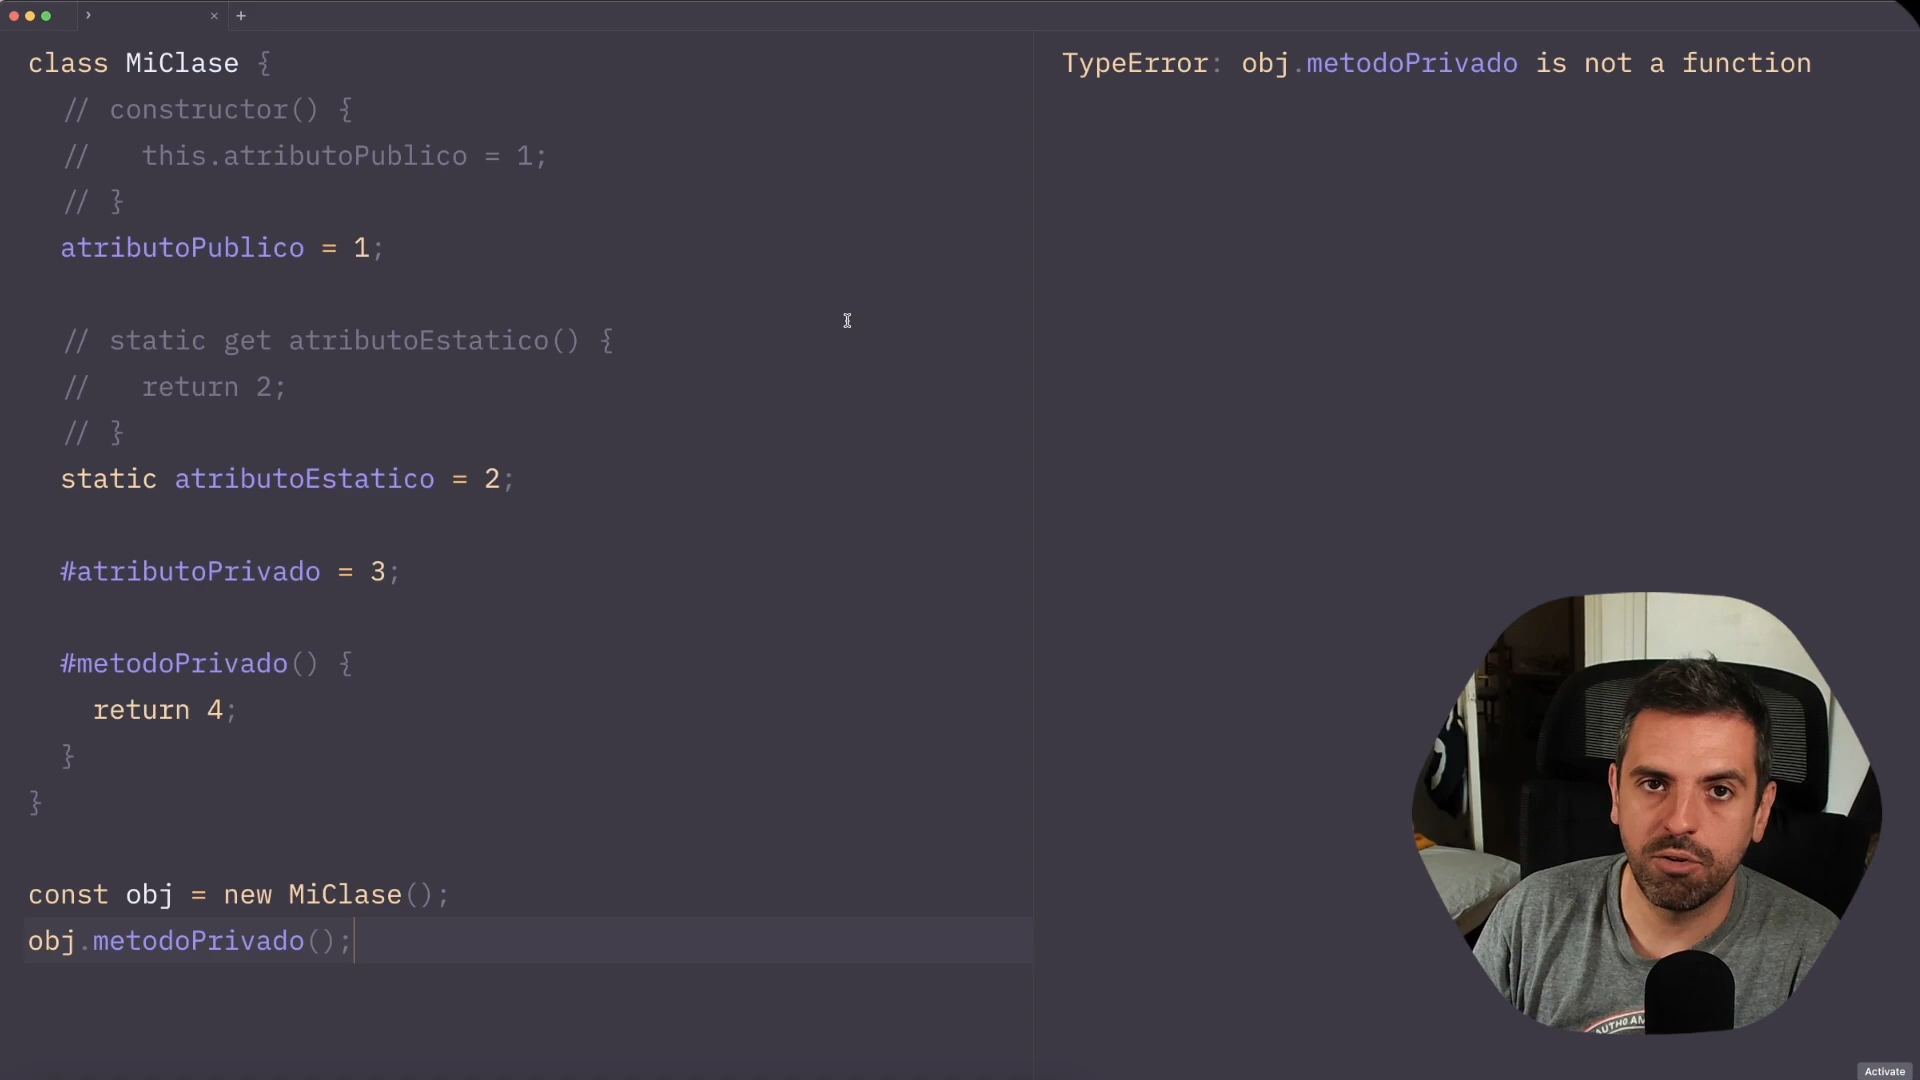 class MiClase {
// constructor() {
//   this.atributoPublico = 1;
// }
atributoPublico = 1;
// static get atributoEstatico() {
//   return 2;
// }
static atributoEstatico = 2;
#atributoPrivado = 3;
#metodoPrivado() {
return 4;
}
}
const obj = new MiClase();
obj.metodoPrivado();
TypeError: obj.metodoPrivado is not a function
Activate